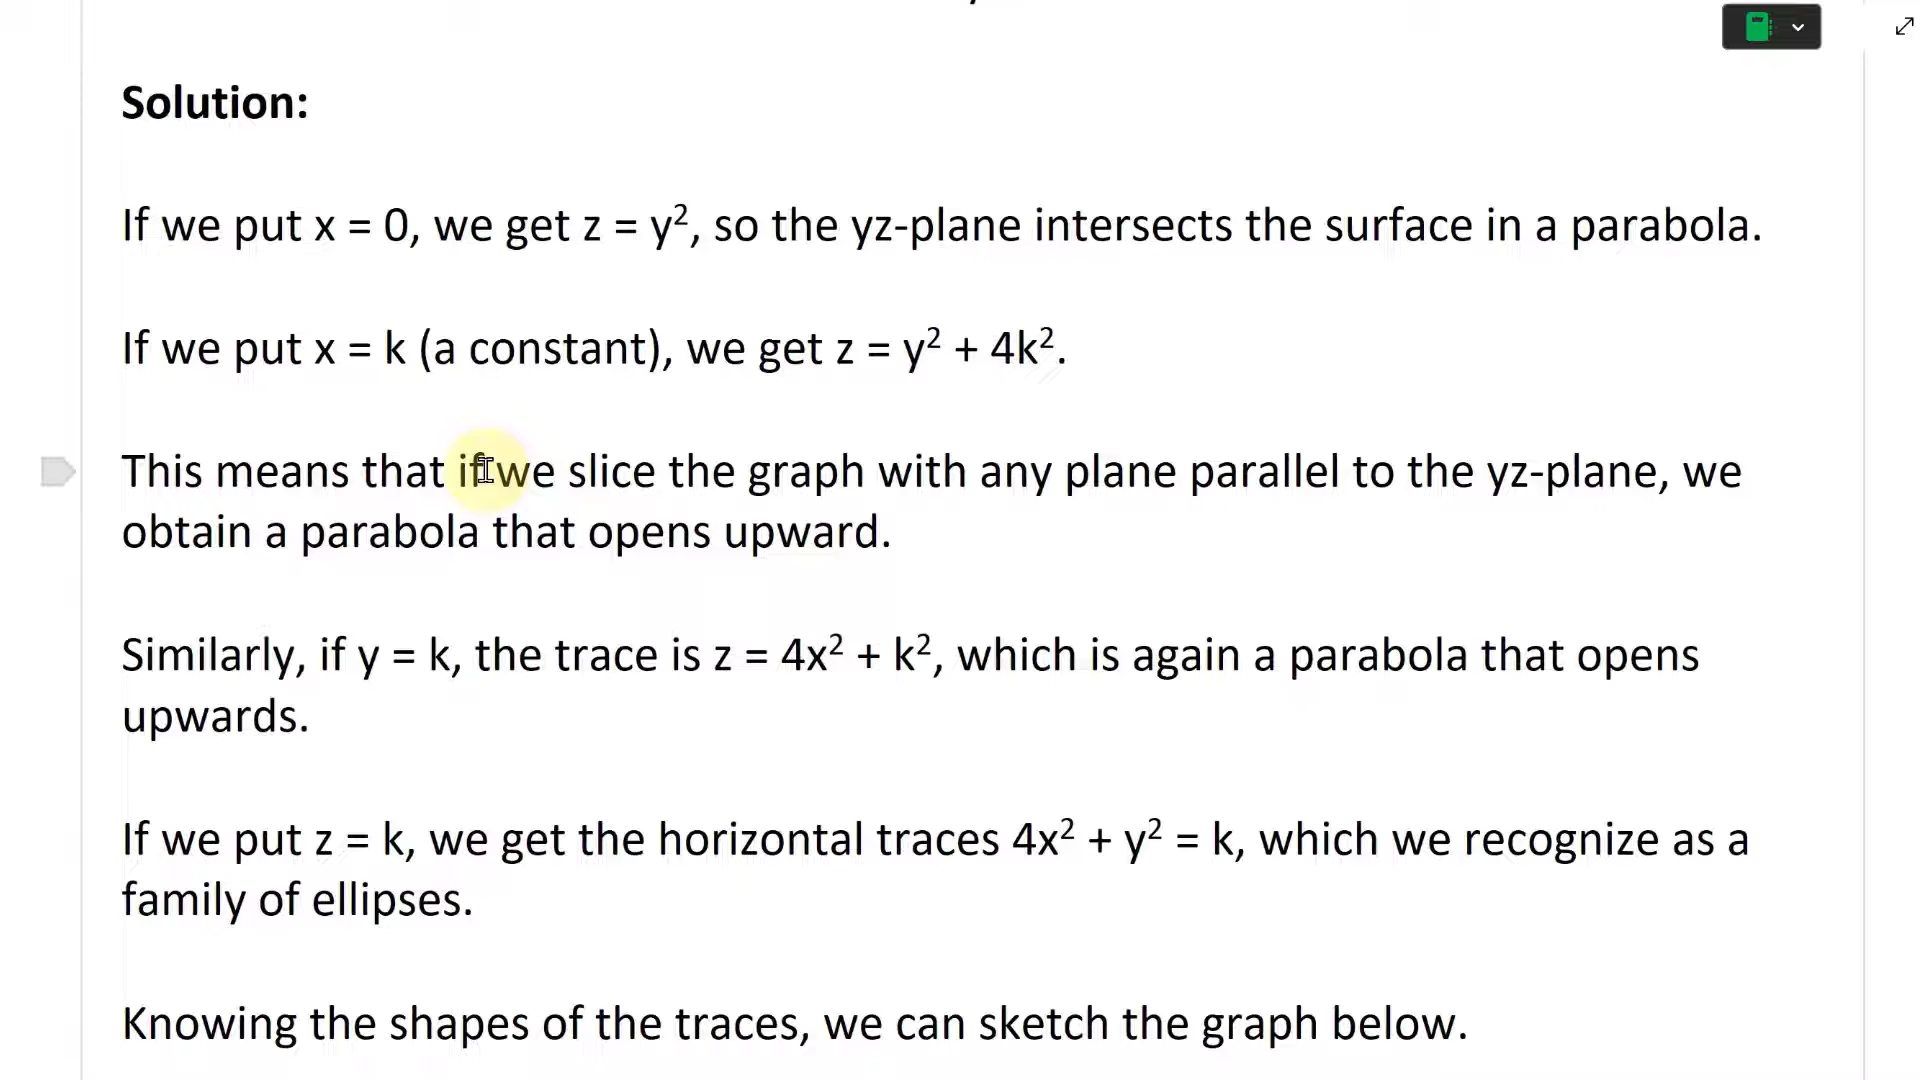 Solution:
If we put x = 0, we get z = y², so the yz-plane intersects the surface in a parabola.
If we put x = k (a constant), we get z = y² + 4k².
This means that if we slice the graph with any plane parallel to the yz-plane, we
obtain a parabola that opens upward.
Similarly, if y = k, the trace is z = 4x² + k², which is again a parabola that opens
upwards.
If we put z = k, we get the horizontal traces 4x² + y² = k, which we recognize as a
family of ellipses.
Knowing the shapes of the traces, we can sketch the graph below.